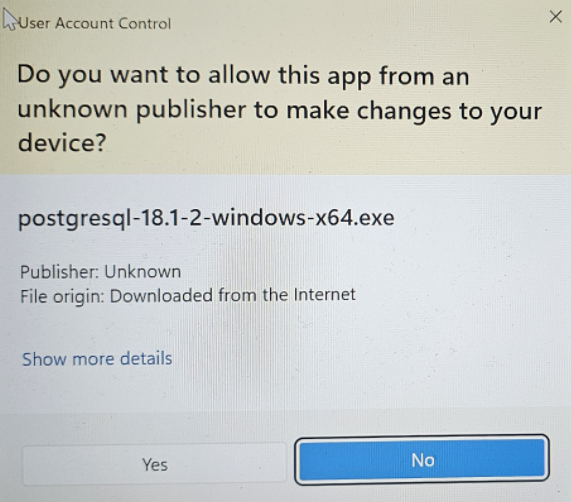 User Account Control
Do you want to allow this app from an
unknown publisher to make changes to your
device?
postgresql-18.1-2-windows-x64.exe
Publisher: Unknown
File origin: Downloaded from the Internet
Show more details
Yes
No